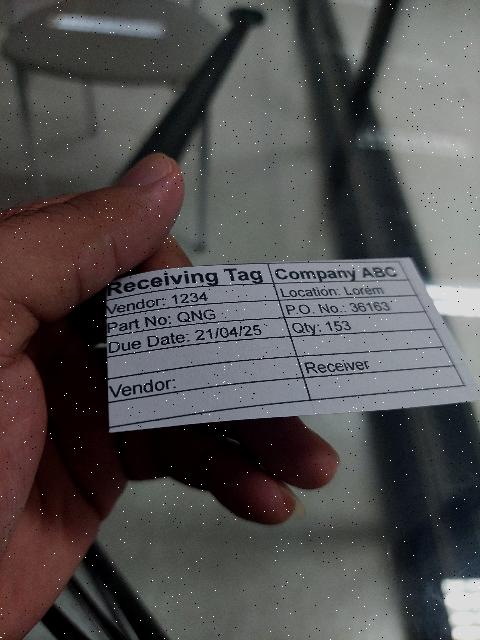 Receiving Tag Company ABC
Vendor: 1234 Location: Lorem
Part No: QNG P.O. No.: 36163
Due Date: 21/04/25 Qty: 153
Vendor: Receiver